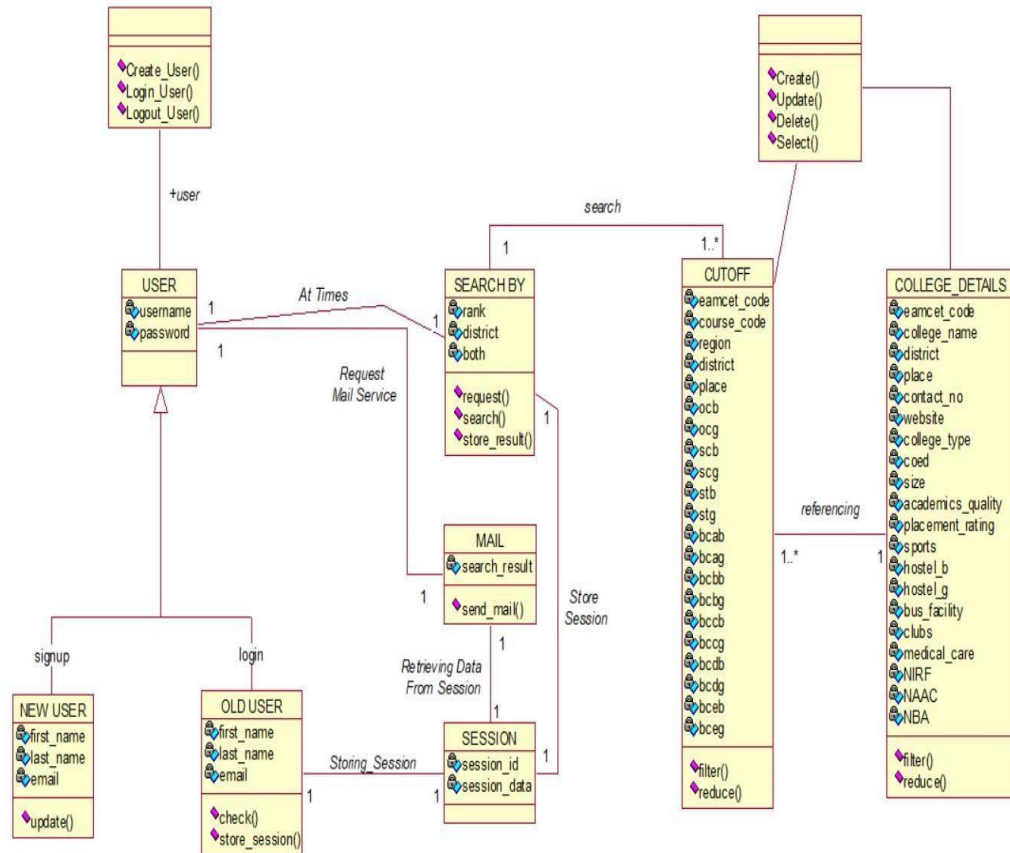 Create_User()
Login_User()
Logout_User()
+user
USER
username
password
1
At Times
1
1
Request
Mail Service
SEARCH BY
rank
district
both
request()
search()
store_result()
1
search
1..*
1
Store
Session
1
MAIL
search_result
send_mail()
1
1
Retrieving Data
From Session
1
signup
login
NEW USER
first_name
last_name
email
update()
OLD USER
first_name
last_name
email
check()
store_session()
1
Storing_Session
1
SESSION
session_id
session_data
Create()
Update()
Delete()
Select()
CUTOFF
eamcet_code
course_code
region
district
place
ocb
ocg
scb
scg
stb
stg
bcab
bcag
bcbb
bcbg
bccb
bccg
bcdb
bcdg
bceb
bceg
filter()
reduce()
referencing
1..*
1
COLLEGE_DETAILS
eamcet_code
college_name
district
place
contact_no
website
college_type
coed
size
academics_quality
placement_rating
sports
hostel_b
hostel_g
bus_facility
clubs
medical_care
NIRF
NAAC
NBA
filter()
reduce()